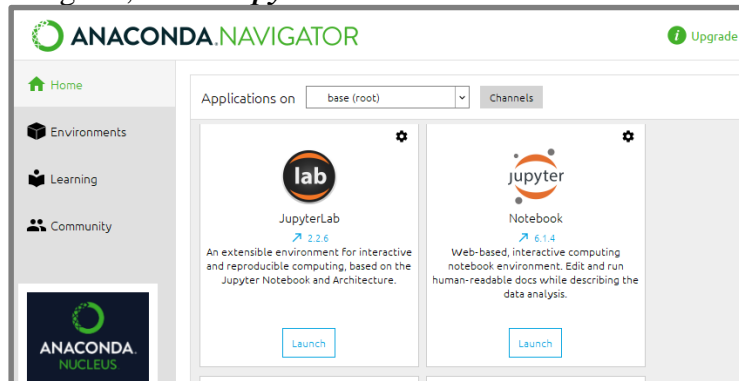 ANACONDA.NAVIGATOR
Upgrade
Home
Environments
Learning
Community
ANACONDA.
NUCLEUS
Applications on base (root) Channels
lab
JupyterLab
2.2.6
An extensible environment for interactive
and reproducible computing, based on the
Jupyter Notebook and Architecture.
Launch
jupyter
Notebook
6.1.4
Web-based, interactive computing
notebook environment. Edit and run
human-readable docs while describing the
data analysis.
Launch